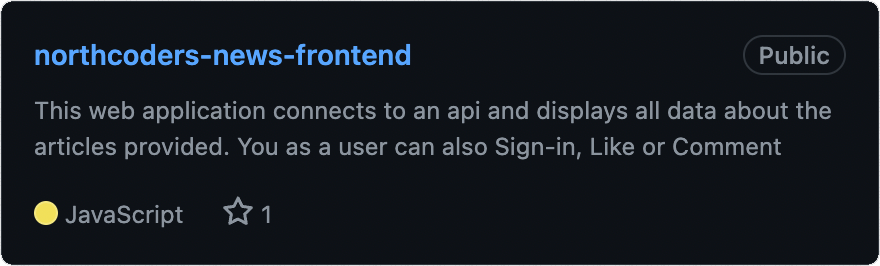 northcoders-news-frontend
Public
This web application connects to an api and displays all data about the
articles provided. You as a user can also Sign-in, Like or Comment
JavaScript 1